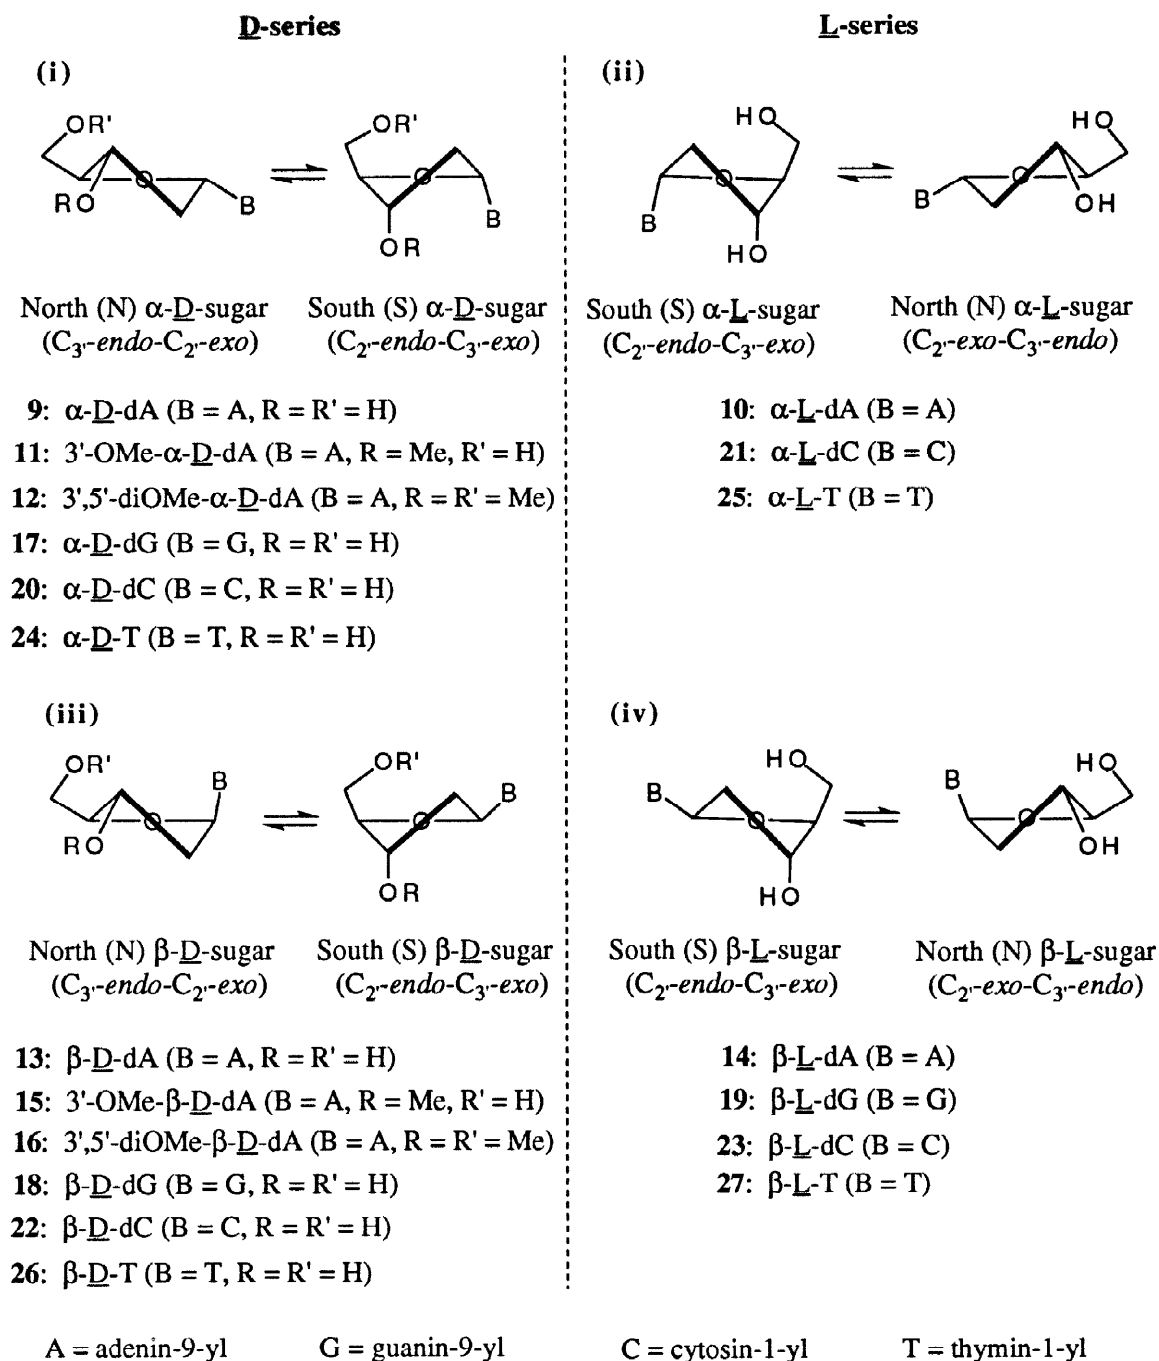 D-series
L-series
(i)
(ii)
OR'
RO
B
OR'
B
OR
HO
B
HO
HO
B
OH
North (N) α-D-sugar
(C3'-endo-C2'-exo)
South (S) α-D-sugar
(C2'-endo-C3'-exo)
South (S) α-L-sugar
(C2'-endo-C3'-exo)
North (N) α-L-sugar
(C2'-exo-C3'-endo)
9: α-D-dA (B = A, R = R' = H)
11: 3'-OMe-α-D-dA (B = A, R = Me, R' = H)
12: 3',5'-diOMe-α-D-dA (B = A, R = R' = Me)
17: α-D-dG (B = G, R = R' = H)
20: α-D-dC (B = C, R = R' = H)
24: α-D-T (B = T, R = R' = H)
10: α-L-dA (B = A)
21: α-L-dC (B = C)
25: α-L-T (B = T)
(iii)
(iv)
OR'
B
RO
OR'
B
OR
HO
B
HO
B
HO
OH
North (N) β-D-sugar
(C3'-endo-C2'-exo)
South (S) β-D-sugar
(C2'-endo-C3'-exo)
South (S) β-L-sugar
(C2'-endo-C3'-exo)
North (N) β-L-sugar
(C2'-exo-C3'-endo)
13: β-D-dA (B = A, R = R' = H)
15: 3'-OMe-β-D-dA (B = A, R = Me, R' = H)
16: 3',5'-diOMe-β-D-dA (B = A, R = R' = Me)
18: β-D-dG (B = G, R = R' = H)
22: β-D-dC (B = C, R = R' = H)
26: β-D-T (B = T, R = R' = H)
14: β-L-dA (B = A)
19: β-L-dG (B = G)
23: β-L-dC (B = C)
27: β-L-T (B = T)
A = adenin-9-yl
G = guanin-9-yl
C = cytosin-1-yl
T = thymin-1-yl